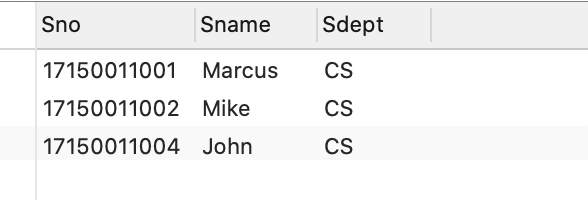 Sno Sname Sdept
17150011001 Marcus CS
17150011002 Mike CS
17150011004 John CS